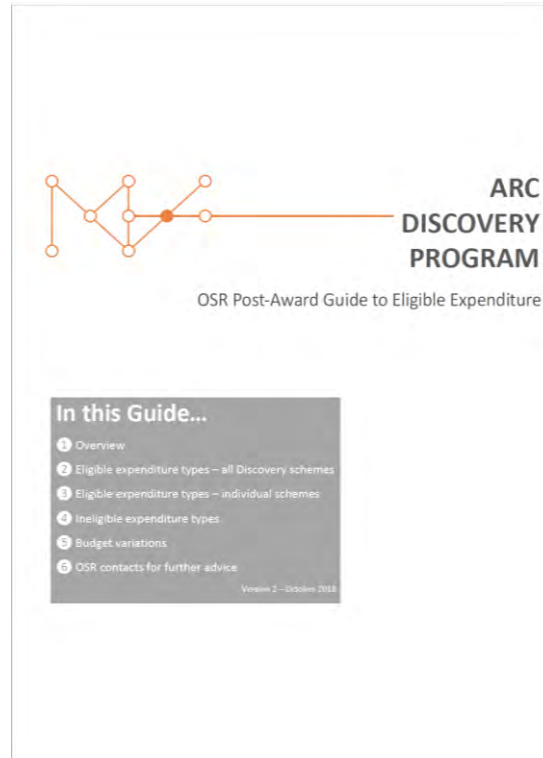 ARC
DISCOVERY
PROGRAM
OSR Post-Award Guide to Eligible Expenditure
In this Guide...
1 Overview
2 Eligible expenditure types – all Discovery schemes
3 Eligible expenditure types – individual schemes
4 Ineligible expenditure types
5 Budget variations
6 OSR contacts for further advice
Version 2 – October 2018